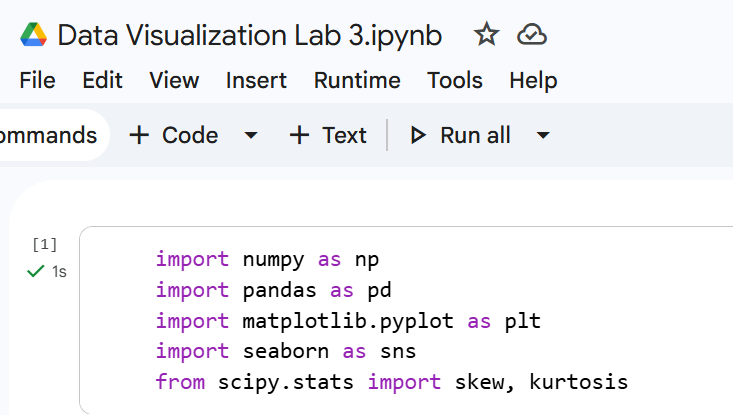 Data Visualization Lab 3.ipynb
File Edit View Insert Runtime Tools Help
ommands + Code + Text Run all
[1]
1s
import numpy as np
import pandas as pd
import matplotlib.pyplot as plt
import seaborn as sns
from scipy.stats import skew, kurtosis